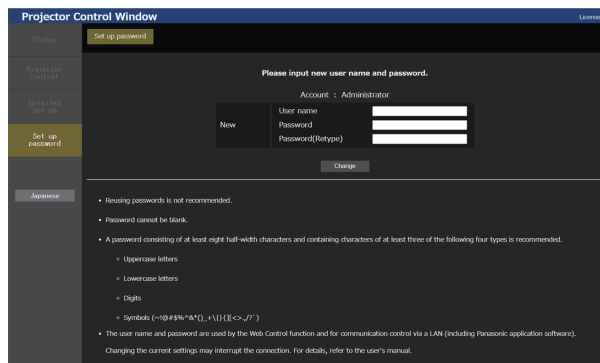 Projector Control Window
License
Status
Set up password
Projector
control
Please input new user name and password.
Account : Administrator
Detailed
set up
User name
New
Password
Password(Retype)
Set up
password
Change
Japanese
• Reusing passwords is not recommended.
• Password cannot be blank.
• A password consisting of at least eight half-width characters and containing characters of at least three of the following four types is recommended.
Uppercase letters
Lowercase letters
Digits
Symbols (~!@#$%^&*()_+\|}{][<>.,/?`)
• The user name and password are used by the Web Control function and for communication control via a LAN (including Panasonic application software).
Changing the current settings may interrupt the connection. For details, refer to the user's manual.